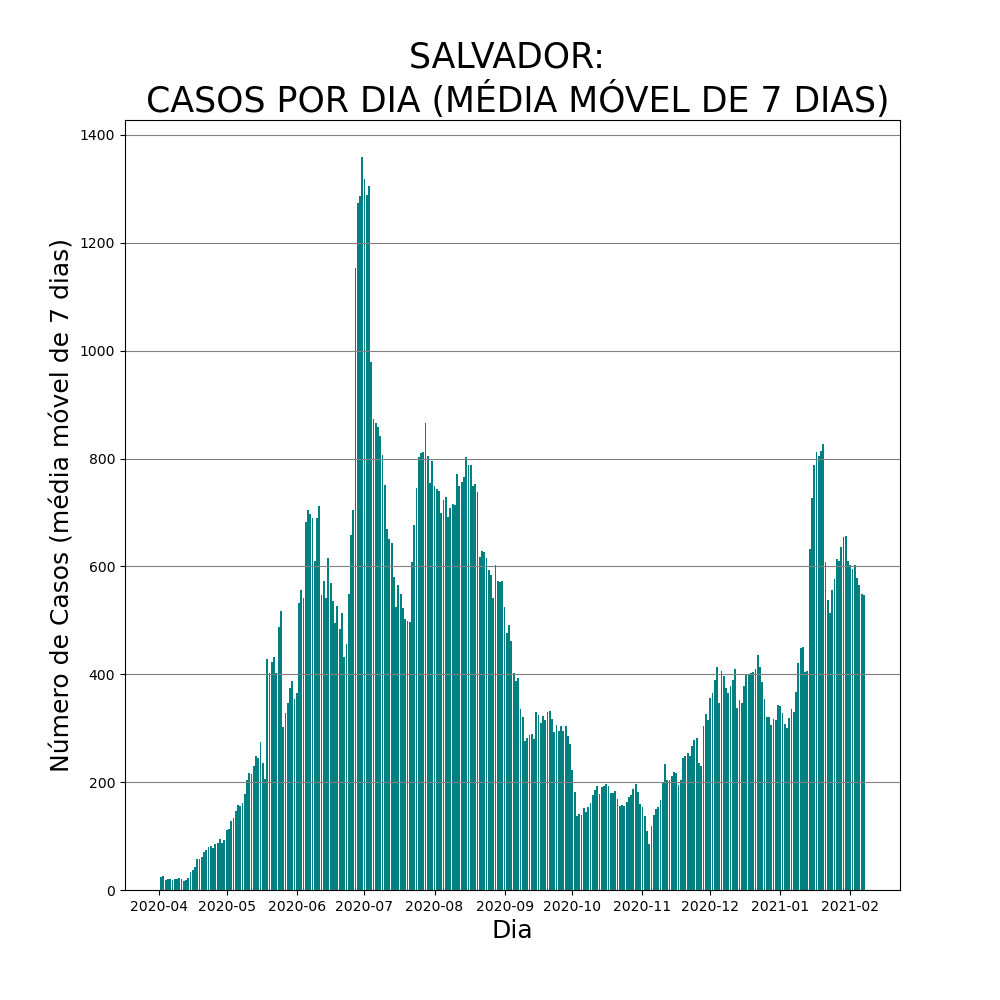 SALVADOR:
CASOS POR DIA (MÉDIA MÓVEL DE 7 DIAS)
Número de Casos (média móvel de 7 dias)
1400
1200
1000
800
600
400
200
0
2020-04 2020-05 2020-06 2020-07 2020-08 2020-09 2020-10 2020-11 2020-12 2021-01 2021-02
Dia